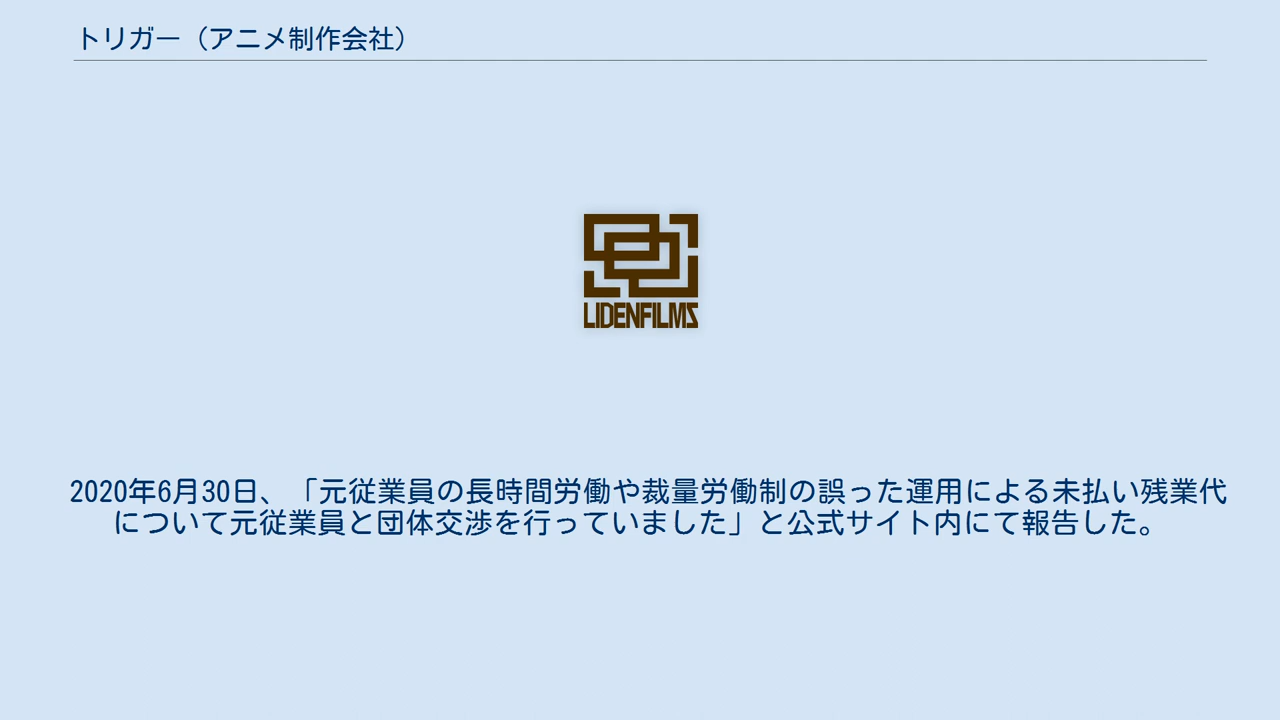 トリガー（アニメ制作会社）
LIDENFILMS
2020年6月30日、「元従業員の長時間労働や裁量労働制の誤った運用による未払い残業代
について元従業員と団体交渉を行っていました」と公式サイト内にて報告した。